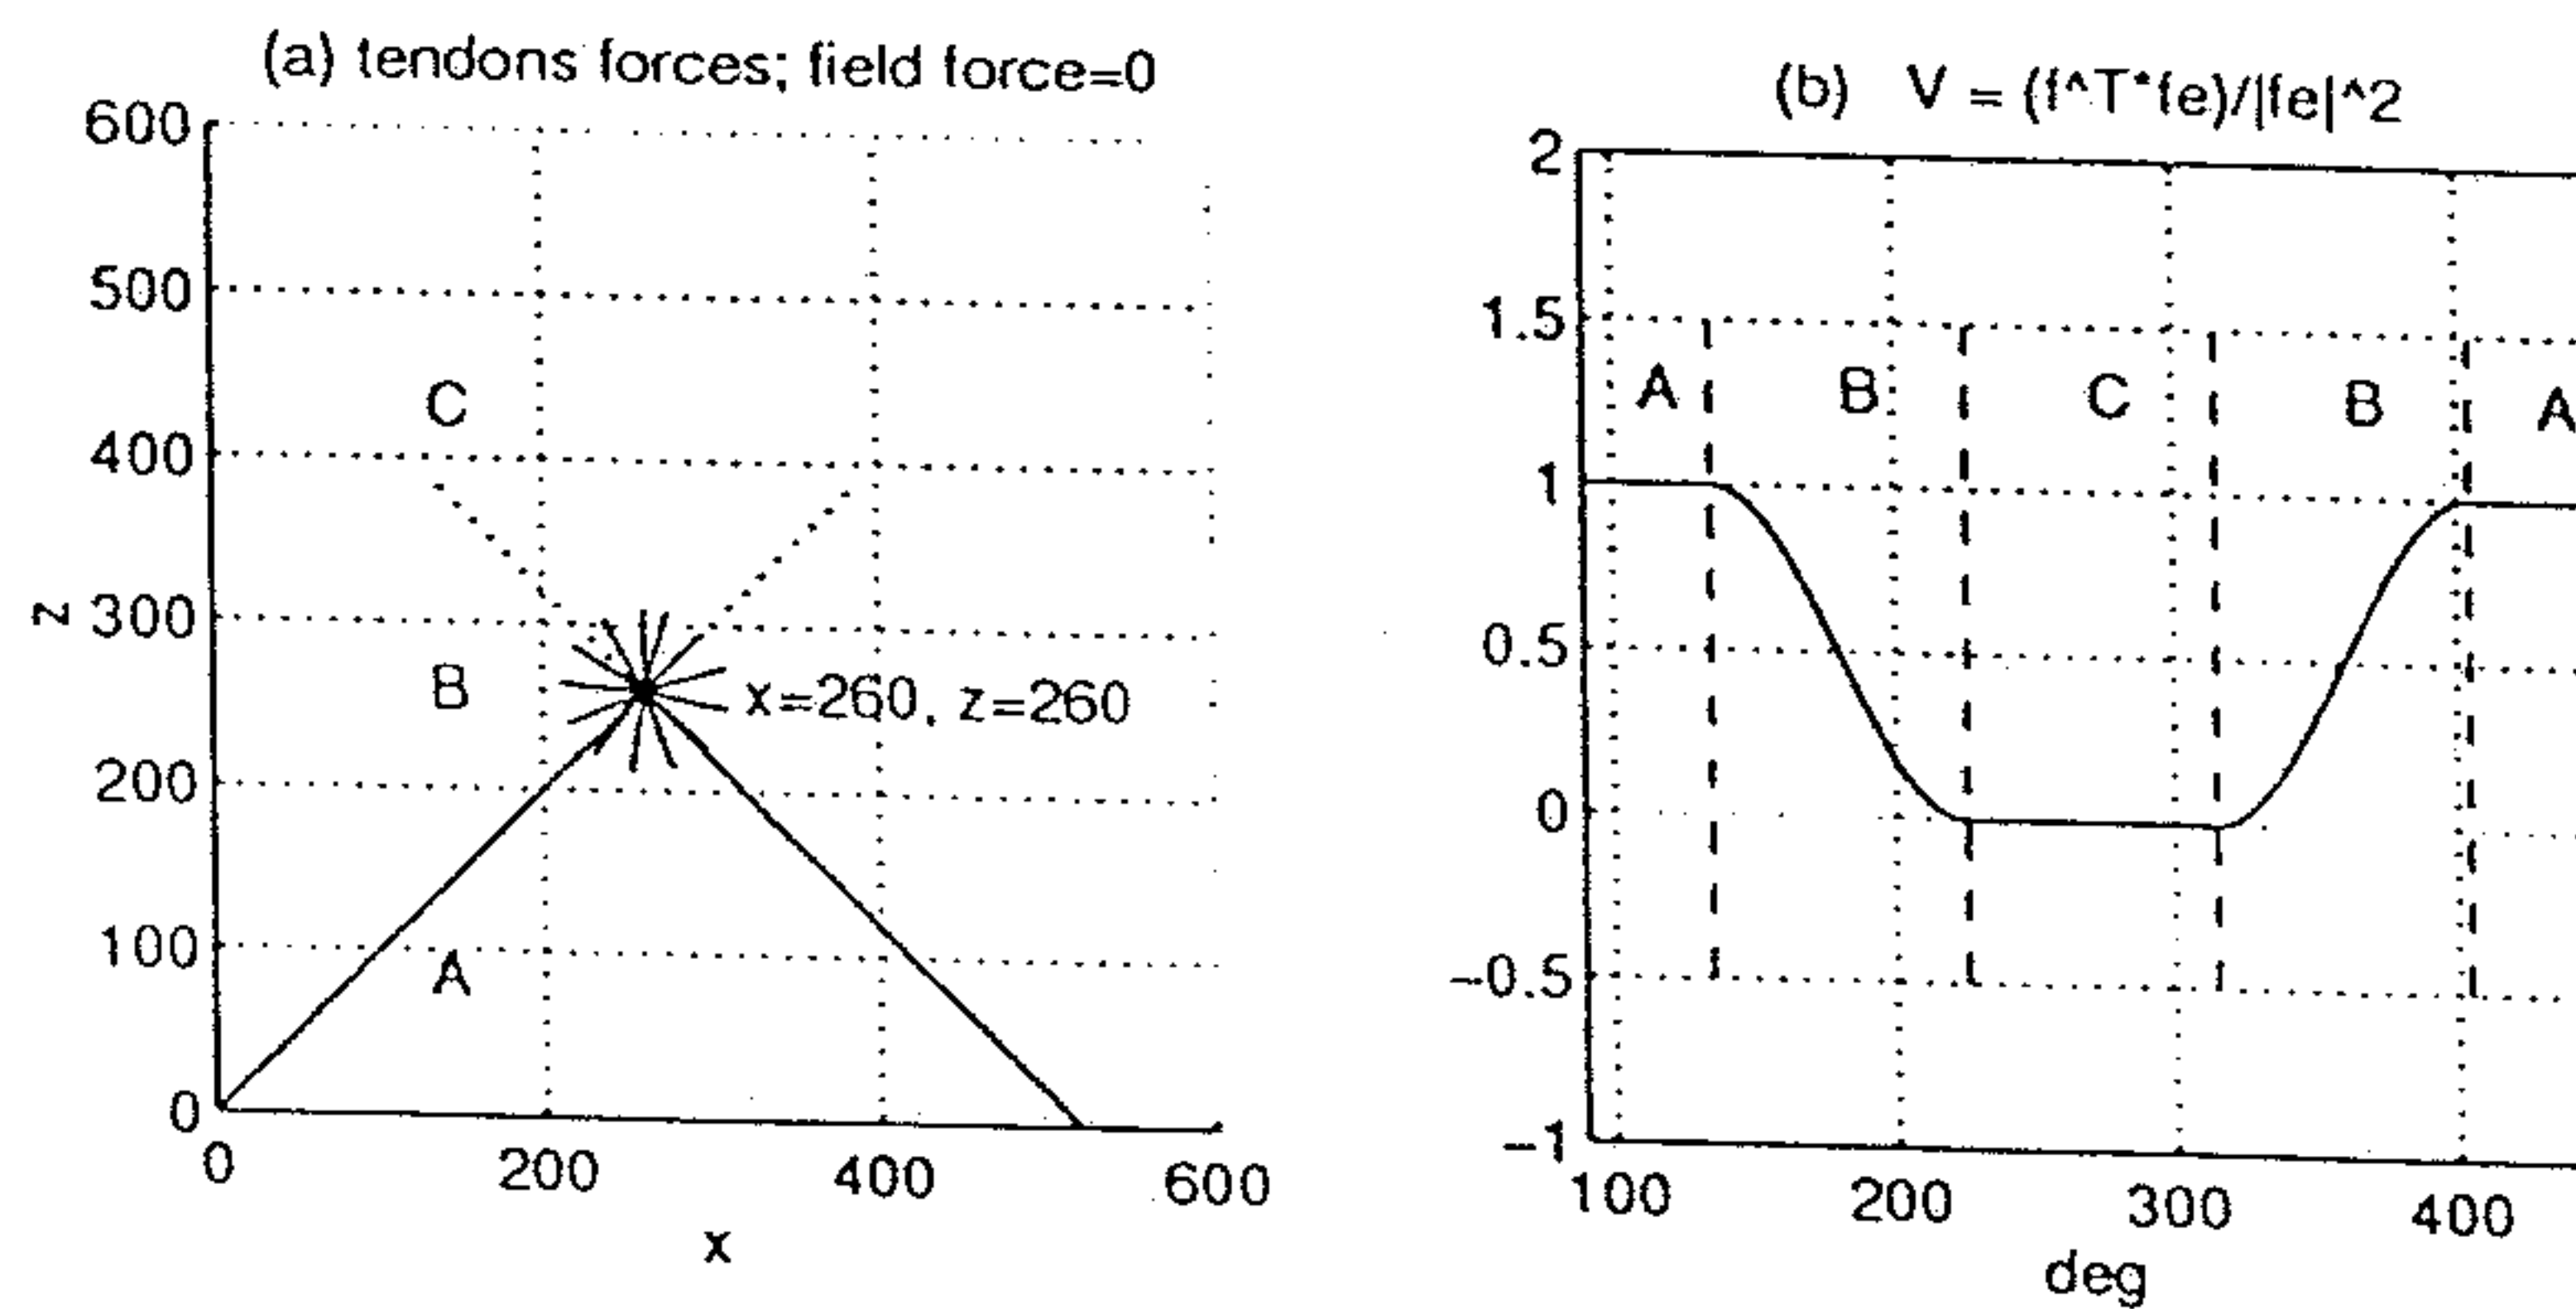 (a) tendons forces; field force=0
600
500
400
300
200
100
0
z
C
B
A
x=260, z=260
0 200 400 600
x
(b) V = (f^T*fe)/|fe|^2
2
1.5
1
0.5
0
-0.5
-1
A B C B A
100 200 300 400
deg